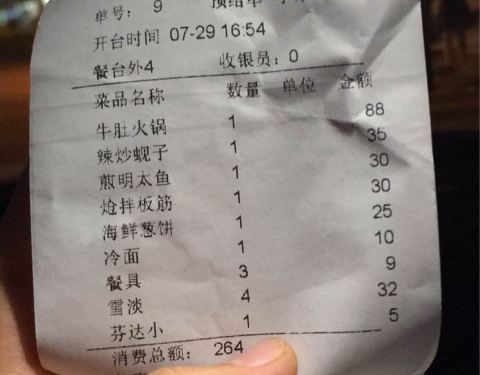 单号： 9 预结单
开台时间 07-29 16:54
餐台外4 收银员：0
菜品名称 数量 单位 金额
牛肚火锅 1 88
辣炒蚬子 1 35
煎明太鱼 1 30
炝拌板筋 1 30
海鲜葱饼 1 25
冷面 1 10
餐具 3 9
雪淡 4 32
芬达小 1 5
消费总额： 264